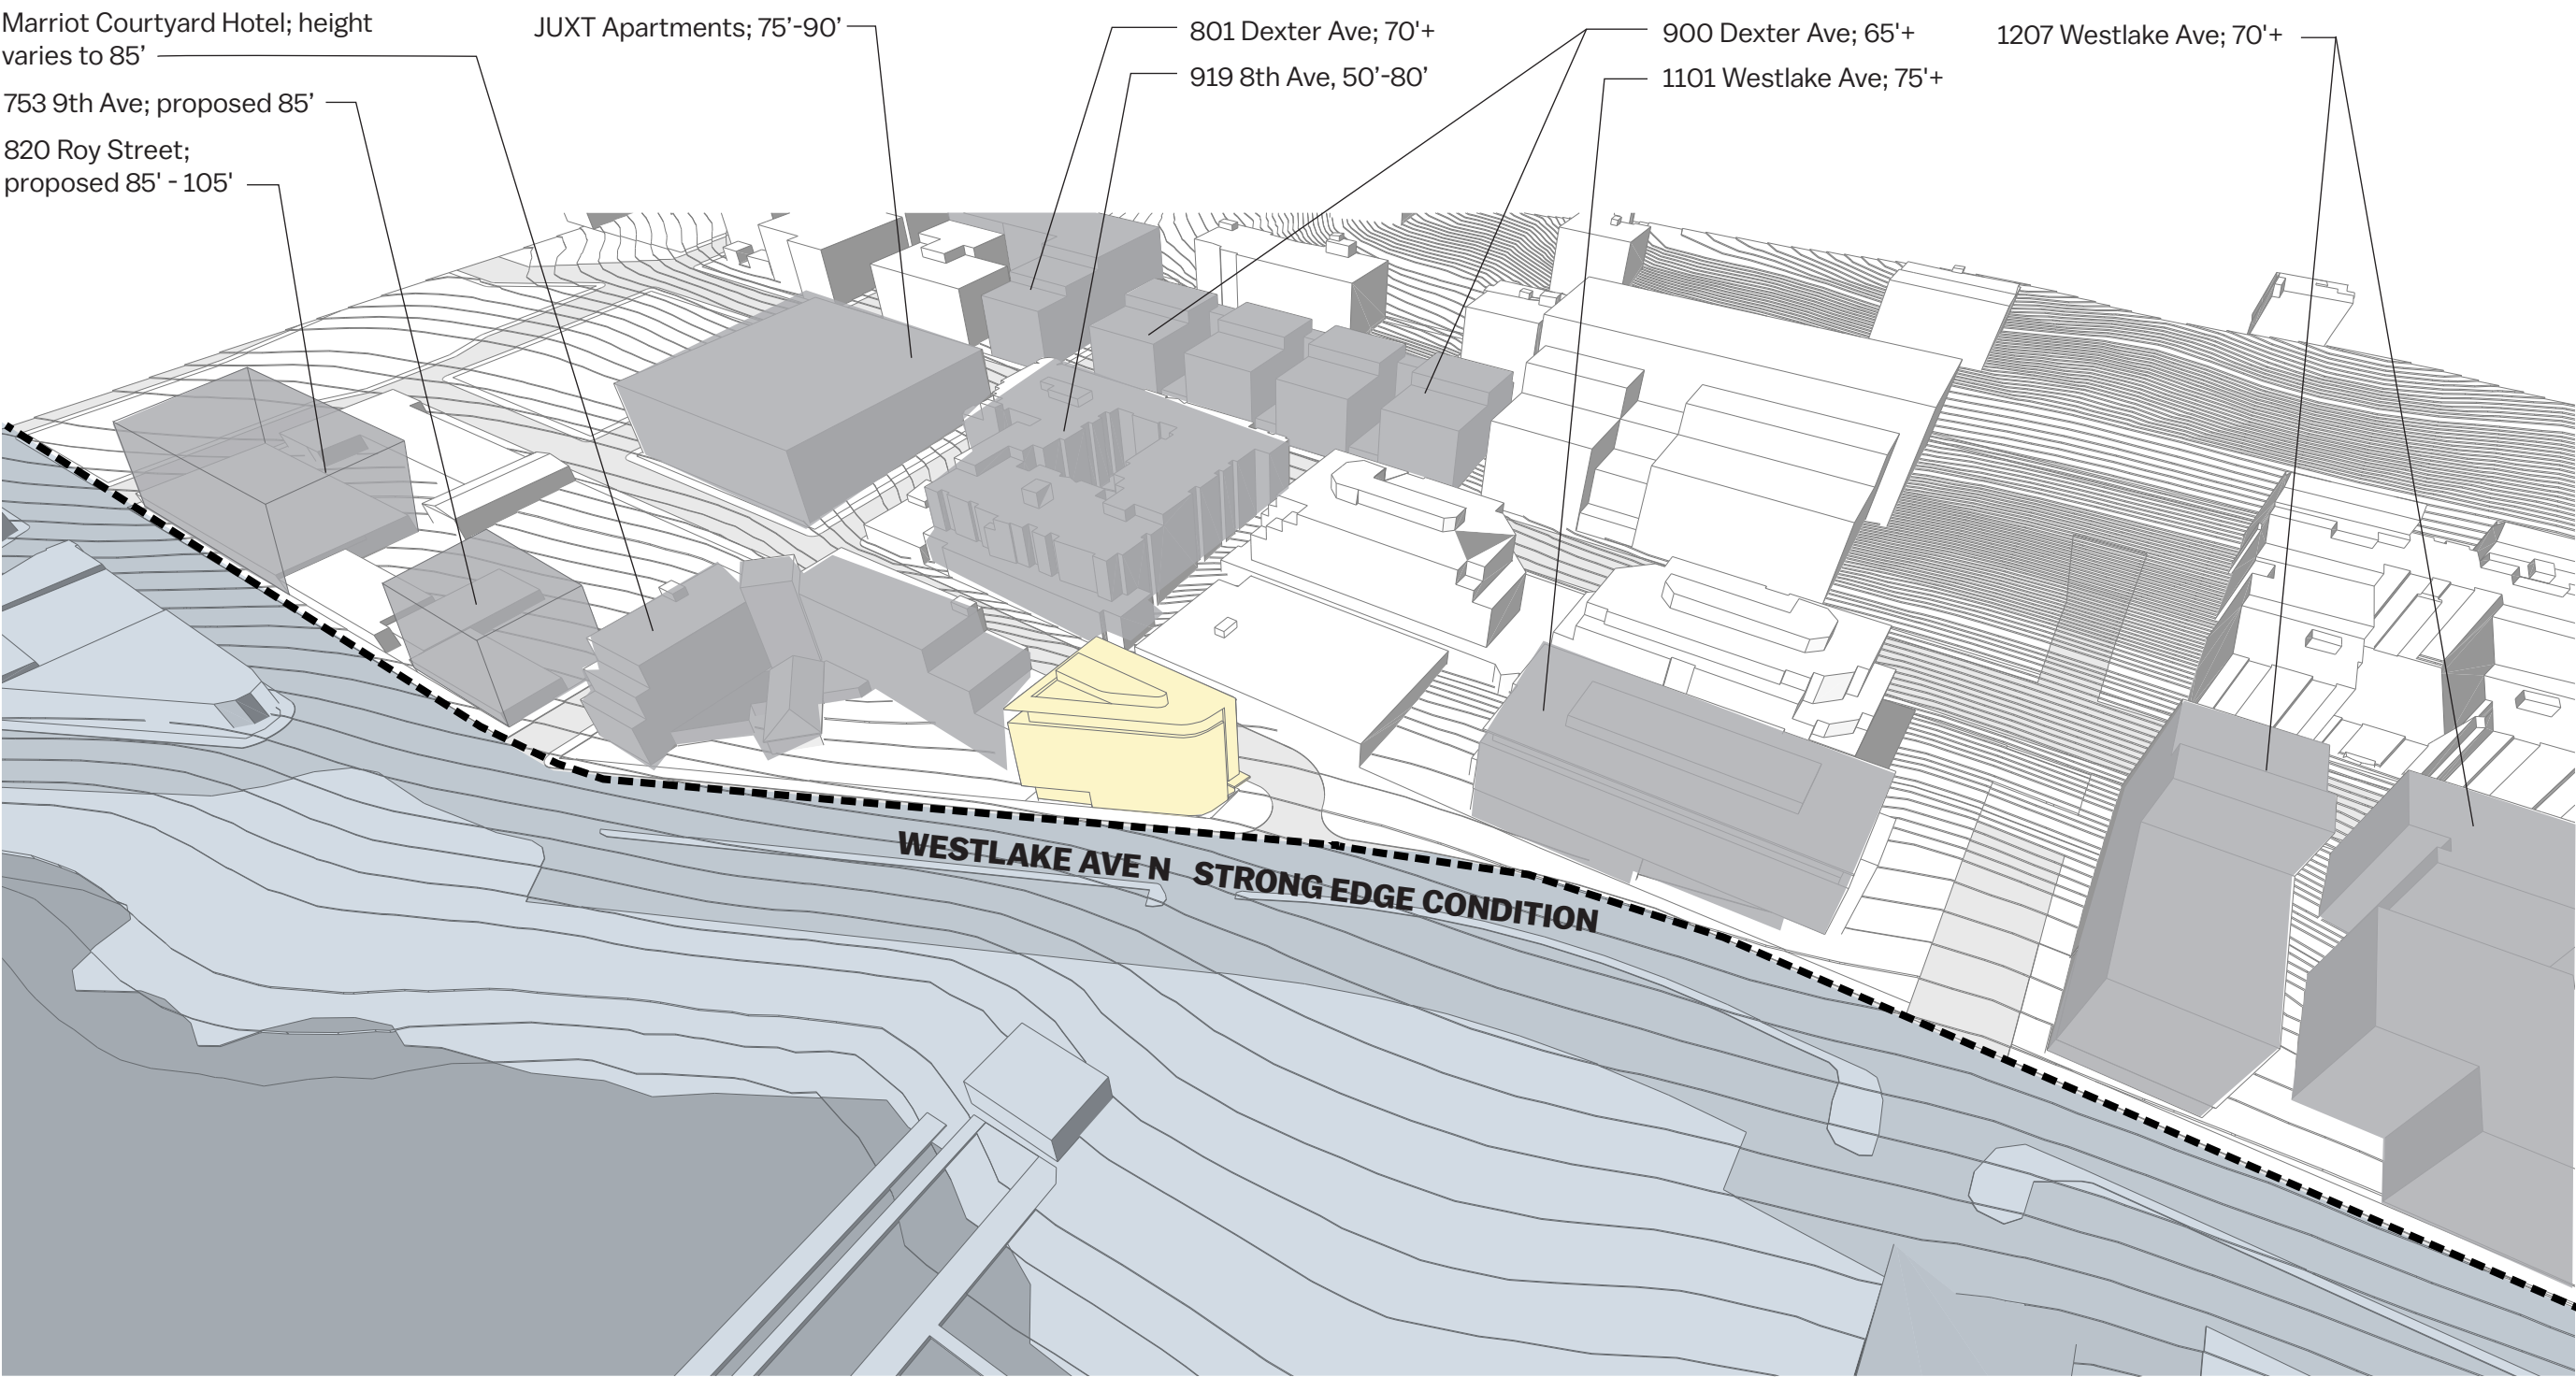 Marriot Courtyard Hotel; height
varies to 85’
753 9th Ave; proposed 85’
820 Roy Street;
proposed 85' - 105'
JUXT Apartments; 75’-90’
801 Dexter Ave; 70’+
919 8th Ave, 50’-80’
900 Dexter Ave; 65'+
1101 Westlake Ave; 75'+
1207 Westlake Ave; 70'+
WESTLAKE AVE N STRONG EDGE CONDITION